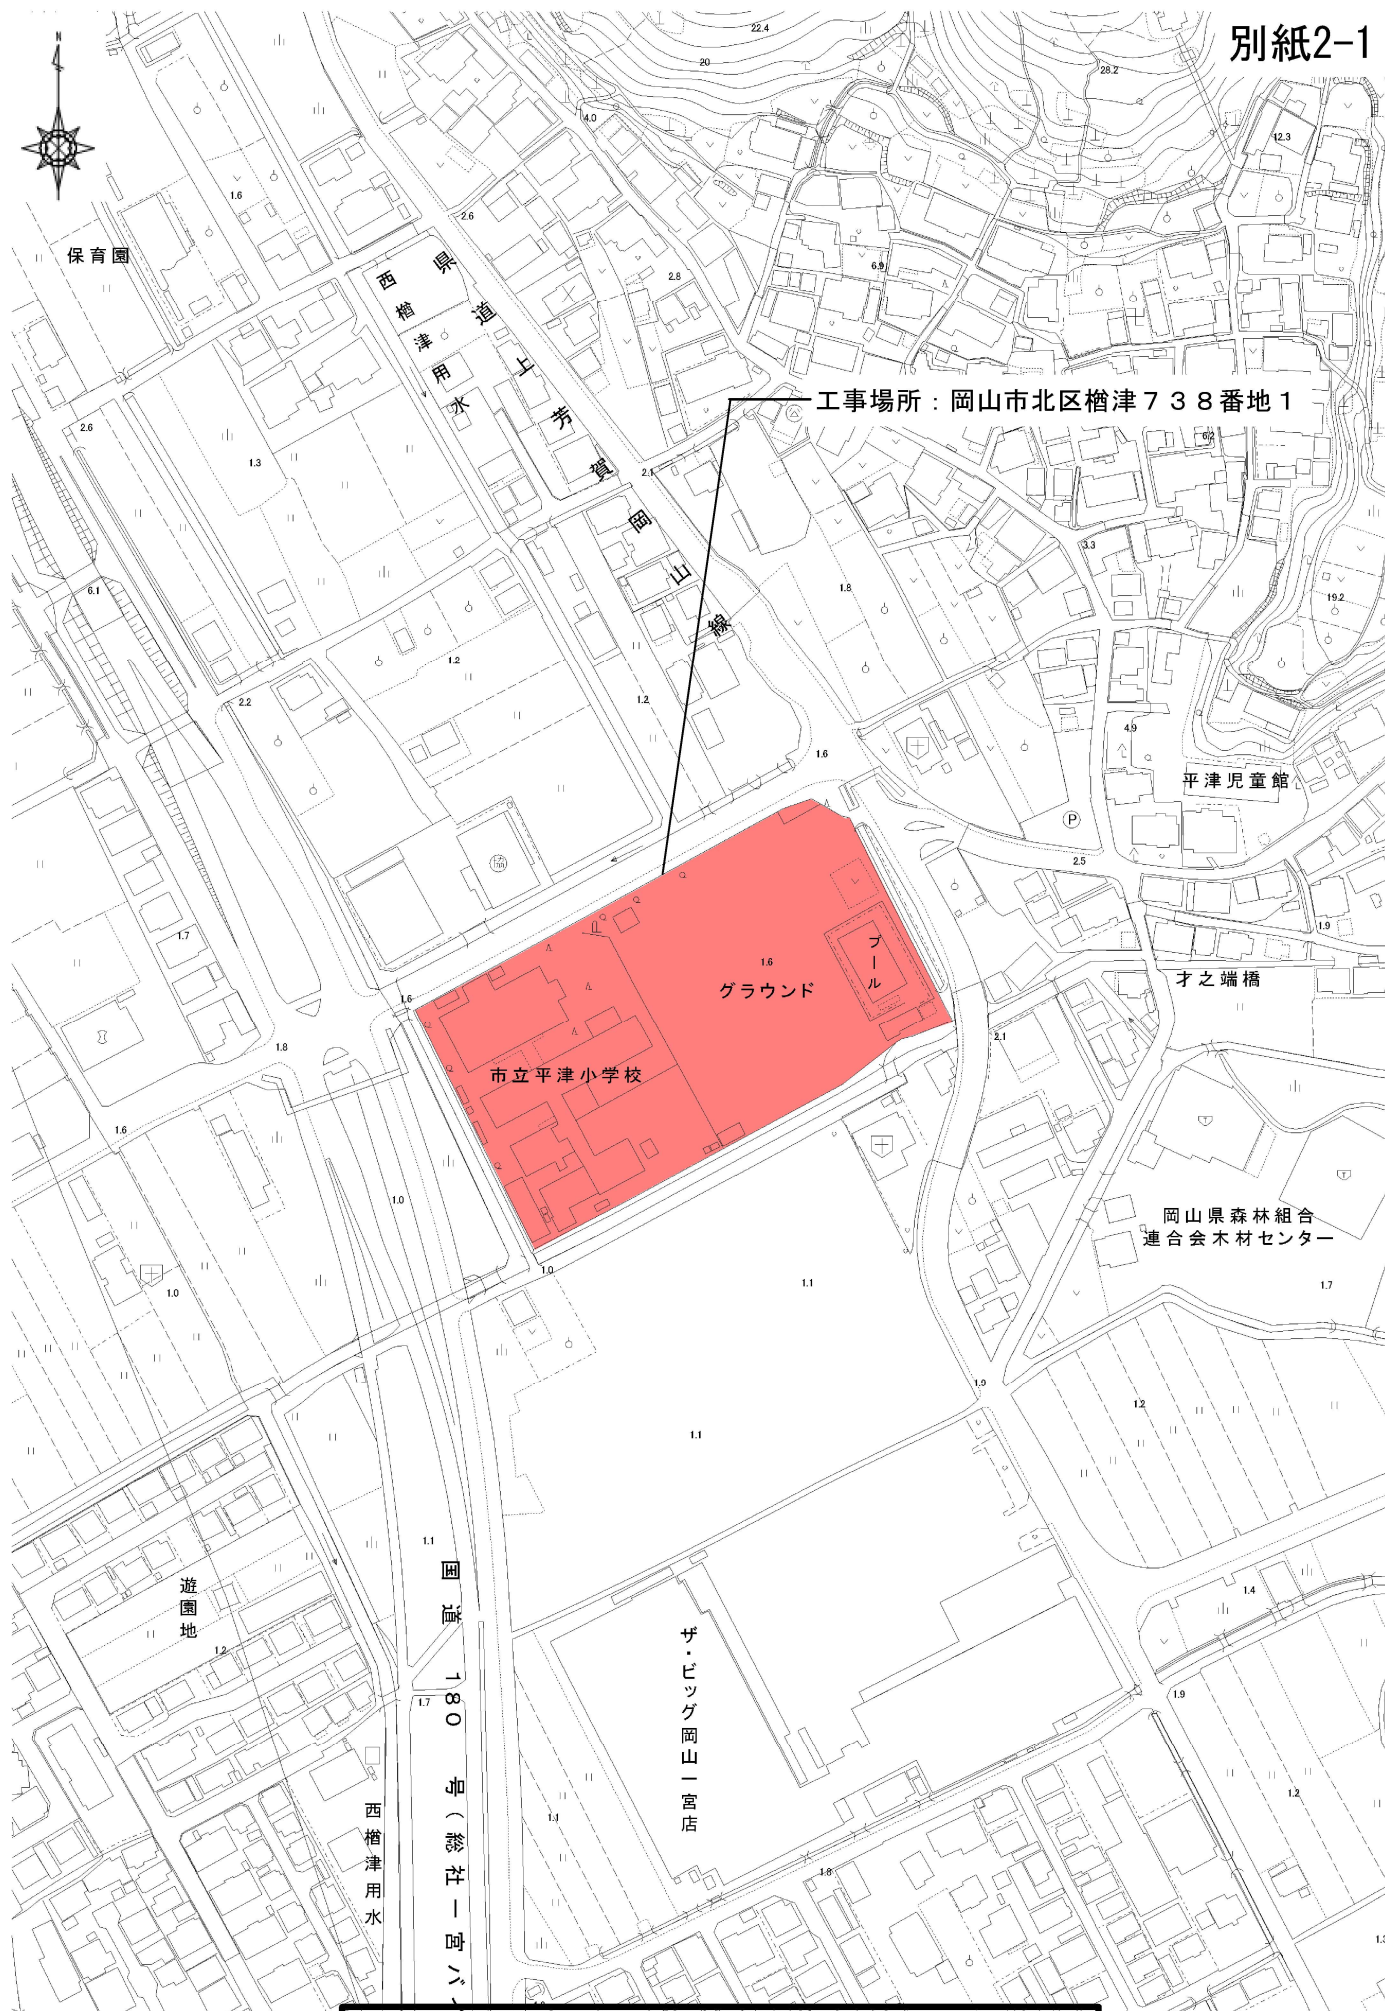 別紙2-1
N
22.4
20
28.2
4.0
12.3
1.6
2.6
保育園
2.8
6.9
西楢津用水
県道上芳賀岡山線
工事場所：岡山市北区楢津７３８番地１
2.6
1.3
2.1
6.2
3.3
6.1
1.8
19.2
1.2
1.2
2.2
4.9
1.6
平津児童館
P
協
2.5
1.7
1.9
1.6
グラウンド
プール
才之端橋
1.6
1.8
2.1
市立平津小学校
1.6
1.0
岡山県森林組合
連合会木材センター
1.0
1.0
1.1
1.7
1.9
1.2
1.1
1.1
国道 １８０ 号（総社一宮バ
遊園地
1.2
1.4
ザ・ビッグ岡山一宮店
1.7
1.9
西楢津用水
1.1
1.2
1.8